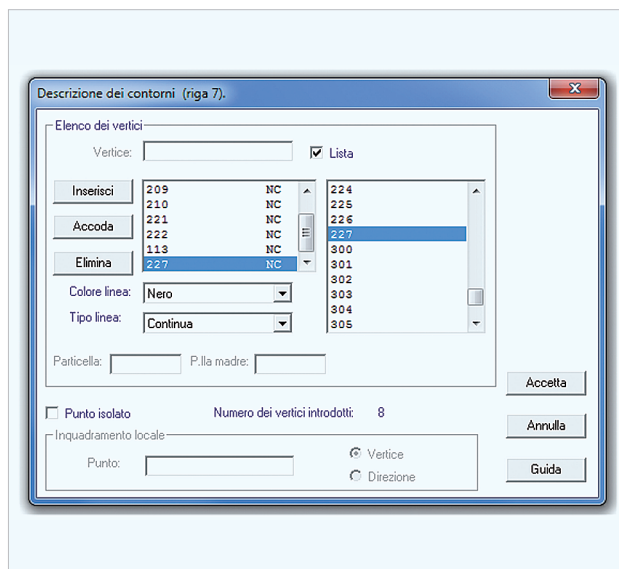 Descrizione dei contorni (riga 7).
Elenco dei vertici
Vertice:
Lista
Inserisci
Accoda
Elimina
209 NC
210 NC
221 NC
222 NC
113 NC
227 NC
224
225
226
227
300
301
302
303
304
305
Colore linea: Nero
Tipo linea: Continua
Particella:
P.lla madre:
Accetta
Punto isolato
Numero dei vertici introdotti: 8
Annulla
Inquadramento locale
Punto:
Vertice
Direzione
Guida